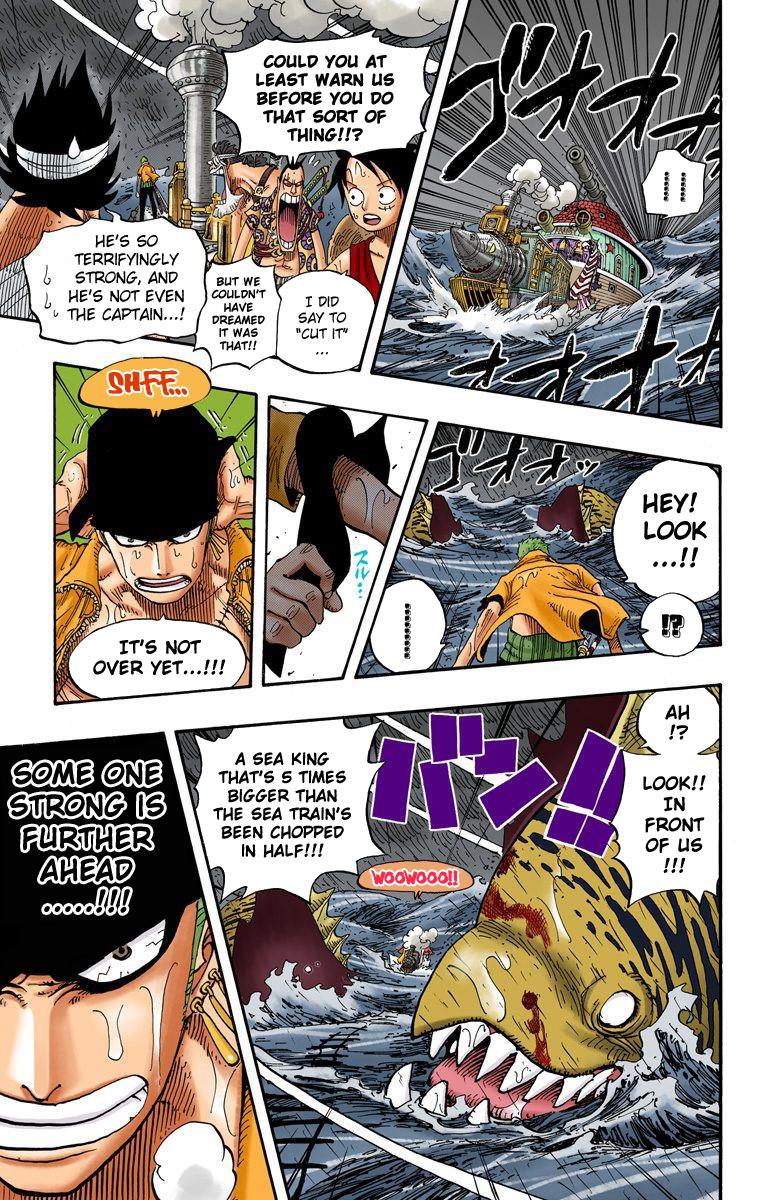 ゴオオオ
……
オオオ
COULD YOU AT
LEAST WARN US
BEFORE YOU DO
THAT SORT OF
THING!!?
I DID
SAY TO
"CUT IT"
...
BUT WE
COULDN'T
HAVE
DREAMED
IT WAS
THAT!!
HE'S SO
TERRIFYINGLY
STRONG, AND
HE'S NOT EVEN
THE CAPTAIN...!
ゴオオオッ
HEY!
LOOK
...!!
!?
………
スル…
SHFF...
IT'S NOT
OVER YET...!!!
AH
!?
LOOK!!
IN
FRONT
OF US
!!!
バン!!
A SEA KING
THAT'S 5 TIMES
BIGGER THAN
THE SEA TRAIN'S
BEEN CHOPPED
IN HALF!!!
WOOWOOO!!
SOME ONE
STRONG IS
FURTHER
AHEAD
.....!!!